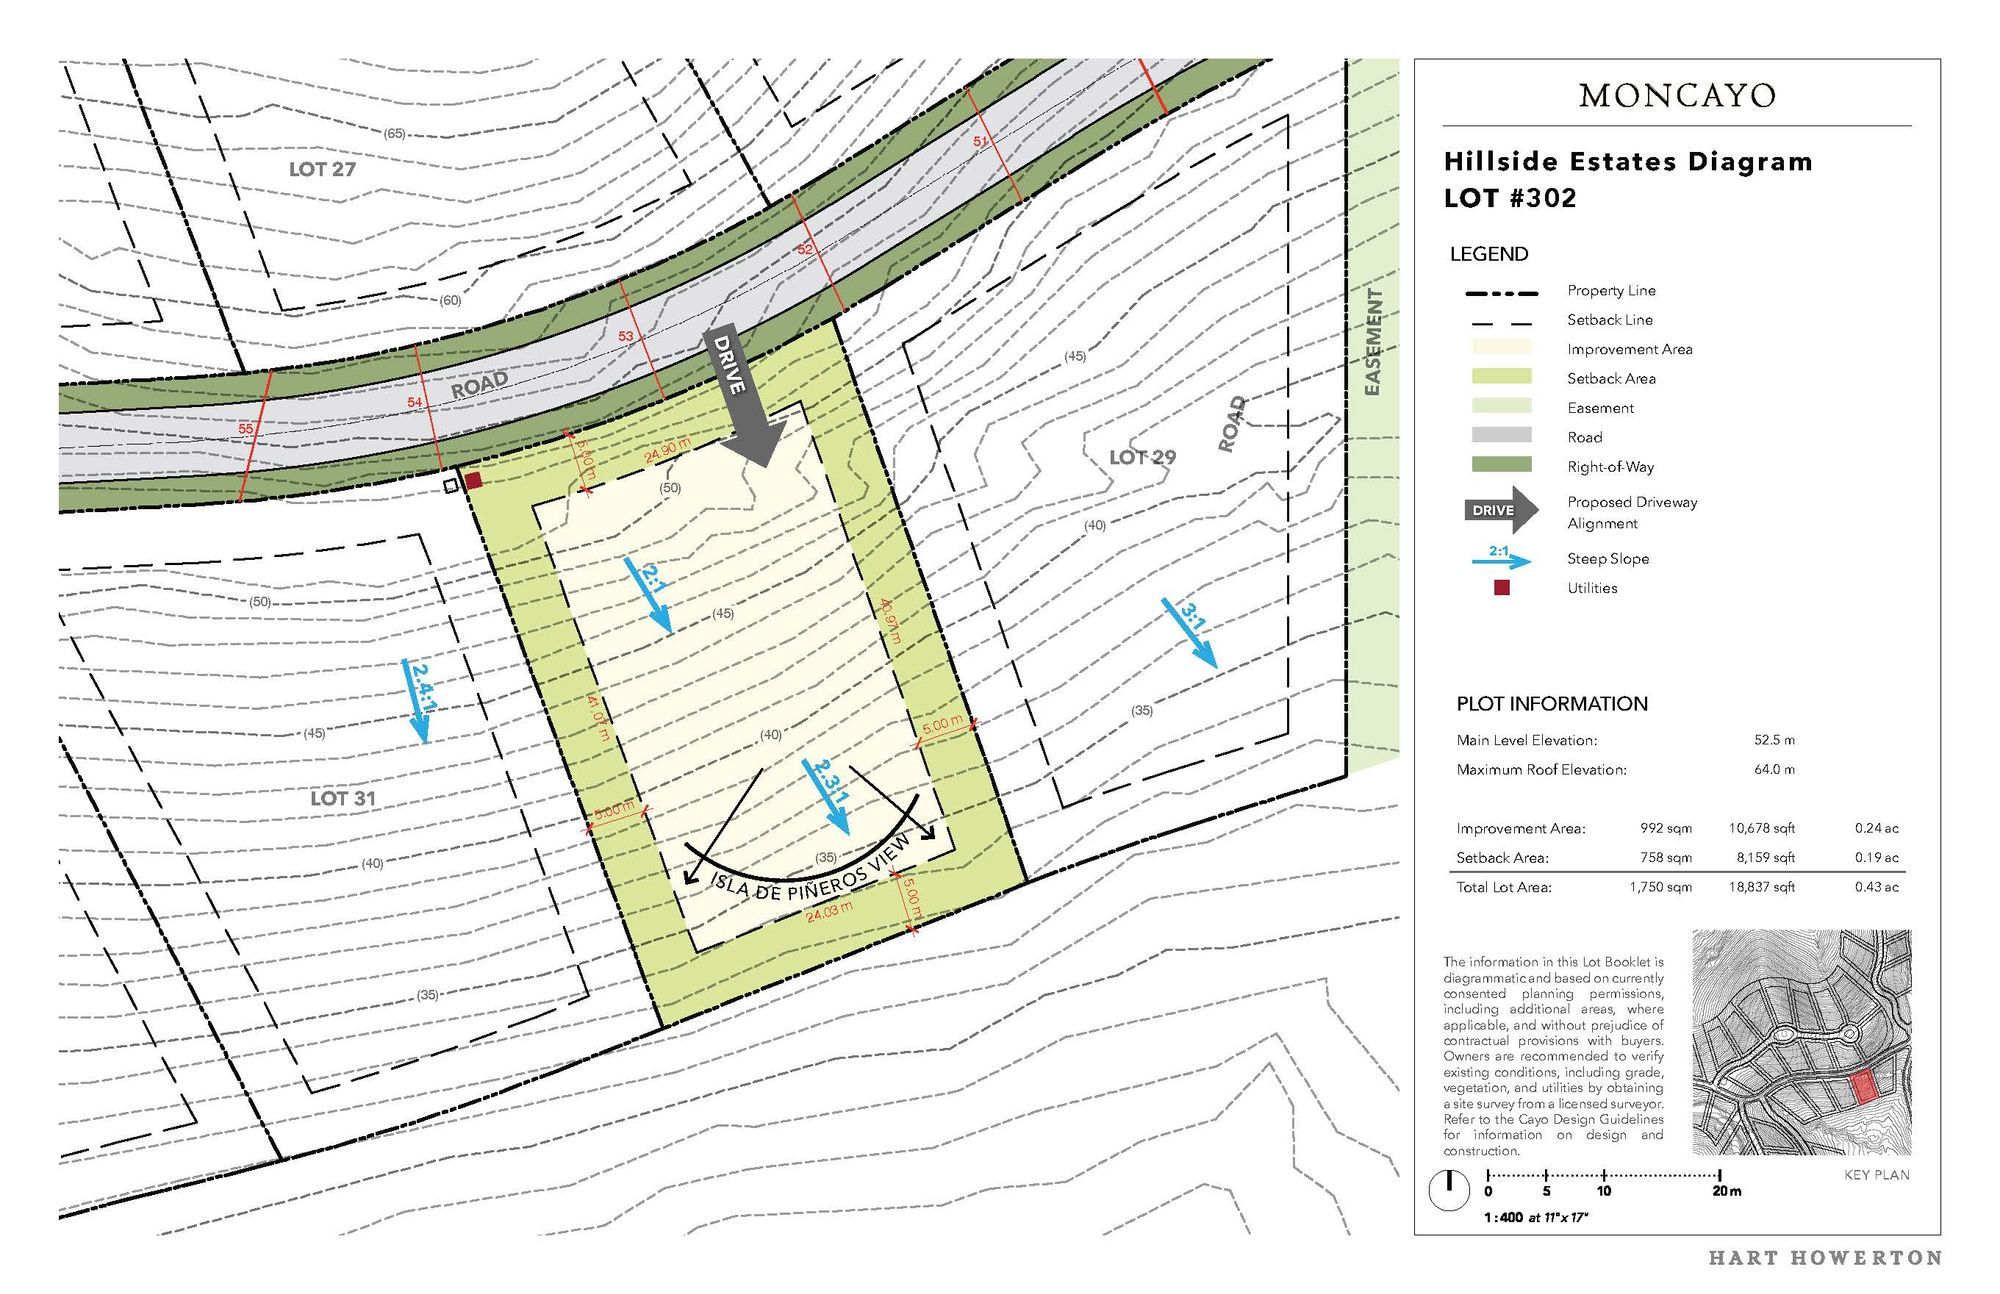 MONCAYO
Hillside Estates Diagram
LOT #302
LEGEND
Property Line
Setback Line
Improvement Area
Setback Area
Easement
Road
Right-of-Way
DRIVE
Proposed Driveway
Alignment
2:1
Steep Slope
Utilities
PLOT INFORMATION
Main Level Elevation: 52.5 m
Maximum Roof Elevation: 64.0 m
Improvement Area: 992 sqm 10,678 sqft 0.24 ac
Setback Area: 758 sqm 8,159 sqft 0.19 ac
Total Lot Area: 1,750 sqm 18,837 sqft 0.43 ac
The information in this Lot Booklet is
diagrammatic and based on currently
consented planning permissions,
including additional areas, where
applicable, and without prejudice of
contractual provisions with buyers.
Owners are recommended to verify
existing conditions, including grade,
vegetation, and utilities by obtaining
a site survey from a licensed surveyor.
Refer to the Cayo Design Guidelines
for information on design and
construction.
KEY PLAN
0 5 10 20m
1:400 at 11"x 17"
HART HOWERTON
(65)
LOT 27
(60)
51
52
53
54
55
ROAD
DRIVE
EASEMENT
(45)
ROAD
LOT 29
(40)
3:1
(35)
5.00 m
24.90 m
(50)
2:1
(45)
40.97 m
41.07 m
5.00 m
(40)
2.3:1
5.00 m
(35)
ISLA DE PIÑEROS VIEW
24.03 m
5.00 m
(50)
2.4:1
(45)
LOT 31
(40)
(35)